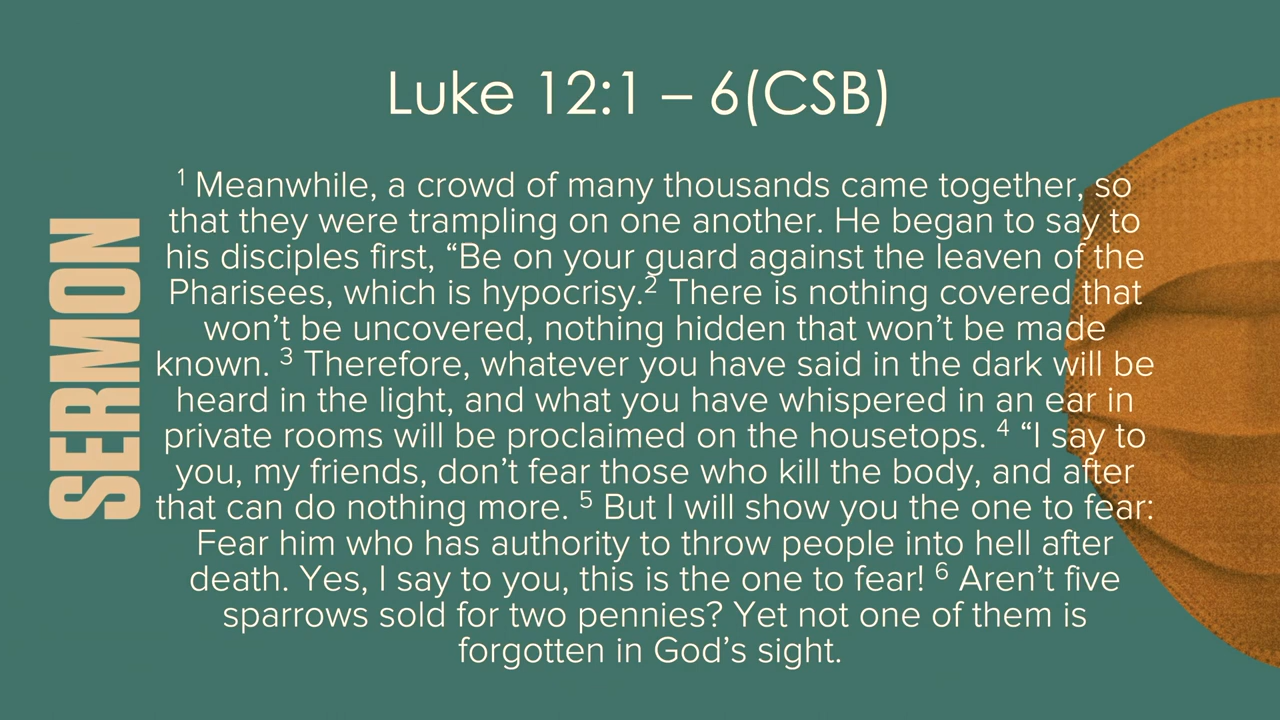 Luke 12:1 – 6(CSB)
SERMON
¹ Meanwhile, a crowd of many thousands came together, so
that they were trampling on one another. He began to say to
his disciples first, “Be on your guard against the leaven of the
Pharisees, which is hypocrisy.² There is nothing covered that
won’t be uncovered, nothing hidden that won’t be made
known. ³ Therefore, whatever you have said in the dark will be
heard in the light, and what you have whispered in an ear in
private rooms will be proclaimed on the housetops. ⁴ “I say to
you, my friends, don’t fear those who kill the body, and after
that can do nothing more. ⁵ But I will show you the one to fear:
Fear him who has authority to throw people into hell after
death. Yes, I say to you, this is the one to fear! ⁶ Aren’t five
sparrows sold for two pennies? Yet not one of them is
forgotten in God’s sight.